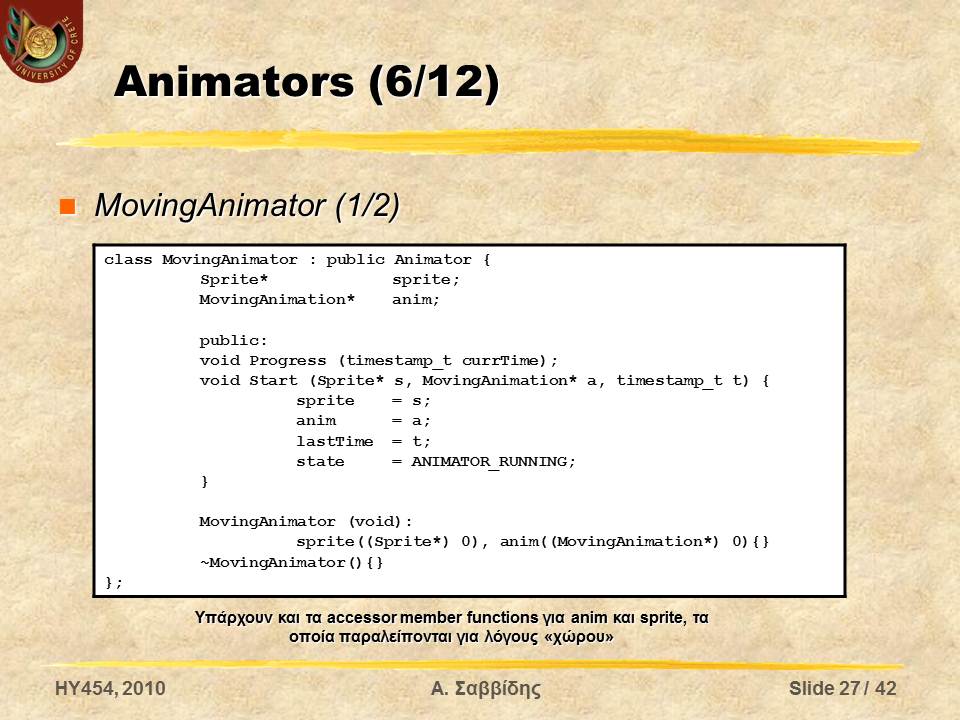 UNIVERSITY OF CRETE
Animators (6/12)
MovingAnimator (1/2)
class MovingAnimator : public Animator {
Sprite* sprite;
MovingAnimation* anim;
public:
void Progress (timestamp_t currTime);
void Start (Sprite* s, MovingAnimation* a, timestamp_t t) {
sprite = s;
anim = a;
lastTime = t;
state = ANIMATOR_RUNNING;
}
MovingAnimator (void):
sprite((Sprite*) 0), anim((MovingAnimation*) 0){}
~MovingAnimator(){}
};
Υπάρχουν και τα accessor member functions για anim και sprite, τα
οποία παραλείπονται για λόγους «χώρου»
HY454, 2010
Α. Σαββίδης
Slide 27 / 42